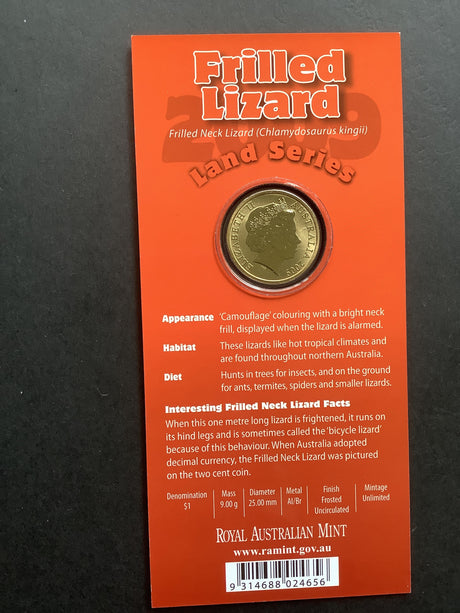 Frilled
Lizard
2009
Frilled Neck Lizard (Chlamydosaurus kingii)
Land Series
ELIZABETH II AUSTRALIA 2009
Appearance 'Camouflage' colouring with a bright neck
frill, displayed when the lizard is alarmed.
Habitat These lizards like hot tropical climates and
are found throughout northern Australia.
Diet Hunts in trees for insects, and on the ground
for ants, termites, spiders and smaller lizards.
Interesting Frilled Neck Lizard Facts
When this one metre long lizard is frightened, it runs on
its hind legs and is sometimes called the 'bicycle lizard'
because of this behaviour. When Australia adopted
decimal currency, the Frilled Neck Lizard was pictured
on the two cent coin.
Denomination Mass Diameter Metal Finish Mintage
$1 9.00 g 25.00 mm Al/Br Frosted Unlimited
Uncirculated
ROYAL AUSTRALIAN MINT
www.ramint.gov.au
9 314688 024656